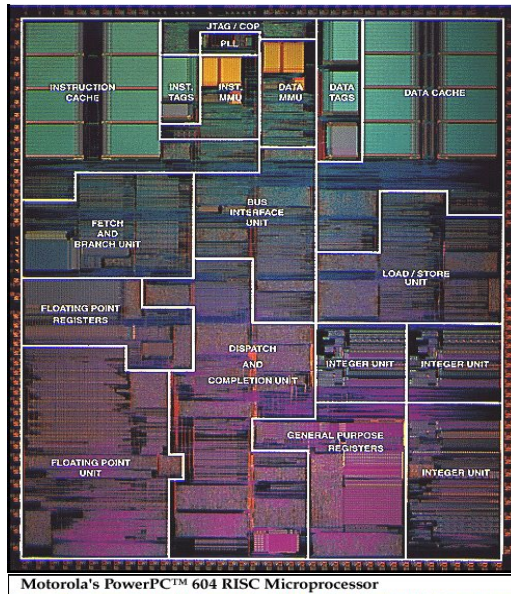 JTAG / COP
PLL
INSTRUCTION
CACHE
INST.
TAGS
INST.
MMU
DATA
MMU
DATA
TAGS
DATA CACHE
BUS
INTERFACE
UNIT
FETCH
AND
BRANCH UNIT
LOAD / STORE
UNIT
FLOATING POINT
REGISTERS
DISPATCH
AND
COMPLETION UNIT
INTEGER UNIT
INTEGER UNIT
GENERAL PURPOSE
REGISTERS
FLOATING POINT
UNIT
INTEGER UNIT
Motorola's PowerPC™ 604 RISC Microprocessor